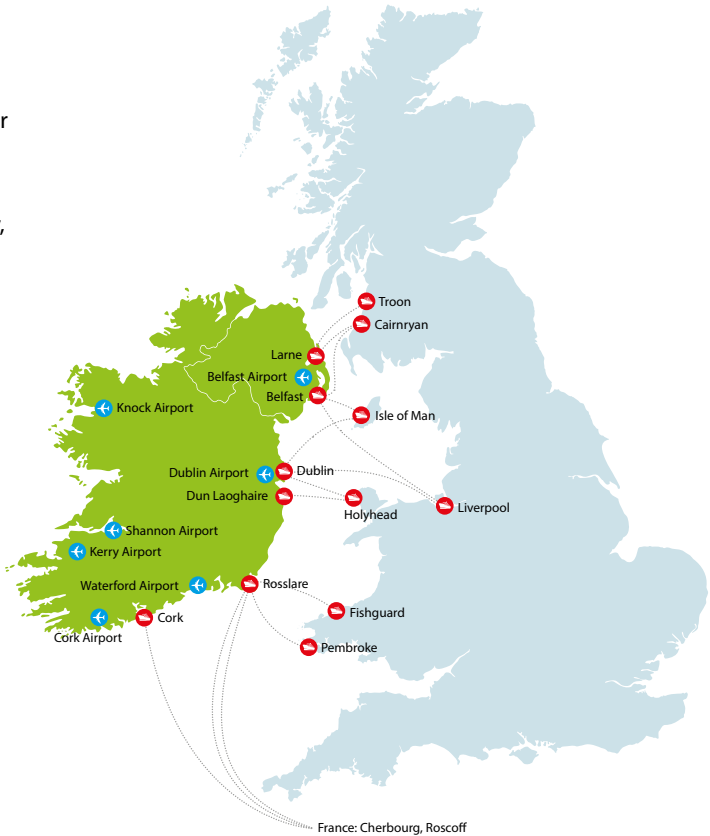 r
,
Troon
Cairnryan
Larne
Belfast Airport
Belfast
Knock Airport
Isle of Man
Dublin Airport
Dublin
Dun Laoghaire
Holyhead
Liverpool
Shannon Airport
Kerry Airport
Waterford Airport
Rosslare
Fishguard
Cork
Cork Airport
Pembroke
France: Cherbourg, Roscoff